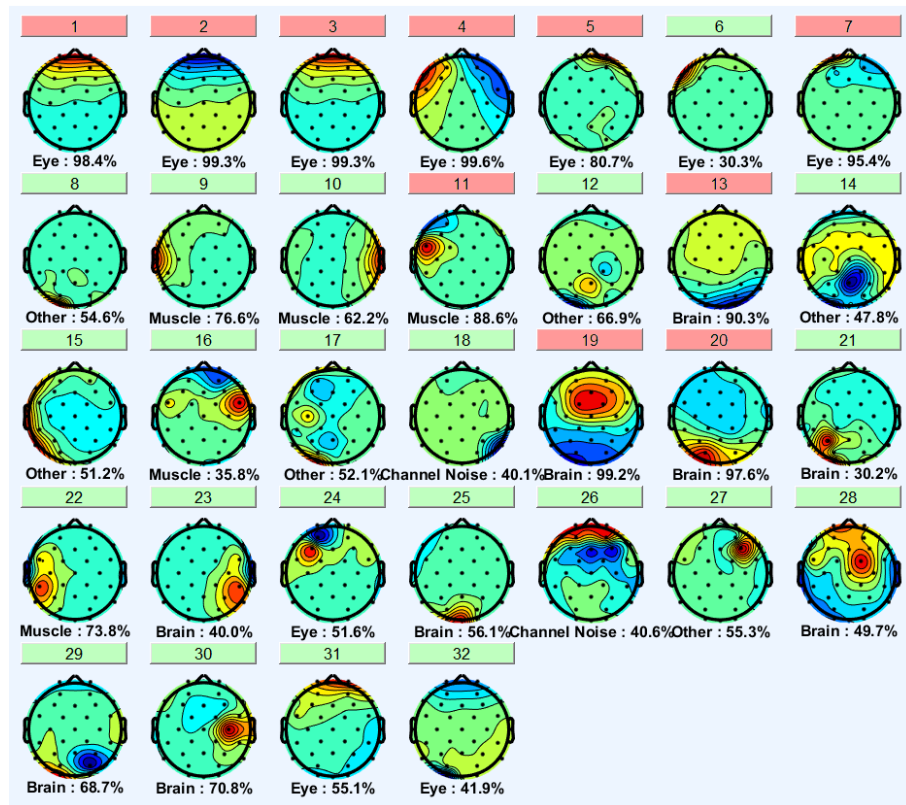 1 2 3 4 5 6 7
Eye : 98.4% Eye : 99.3% Eye : 99.3% Eye : 99.6% Eye : 80.7% Eye : 30.3% Eye : 95.4%
8 9 10 11 12 13 14
Other : 54.6% Muscle : 76.6% Muscle : 62.2% Muscle : 88.6% Other : 66.9% Brain : 90.3% Other : 47.8%
15 16 17 18 19 20 21
Other : 51.2% Muscle : 35.8% Other : 52.1% Channel Noise : 40.1% Brain : 99.2% Brain : 97.6% Brain : 30.2%
22 23 24 25 26 27 28
Muscle : 73.8% Brain : 40.0% Eye : 51.6% Brain : 56.1% Channel Noise : 40.6% Other : 55.3% Brain : 49.7%
29 30 31 32
Brain : 68.7% Brain : 70.8% Eye : 55.1% Eye : 41.9%